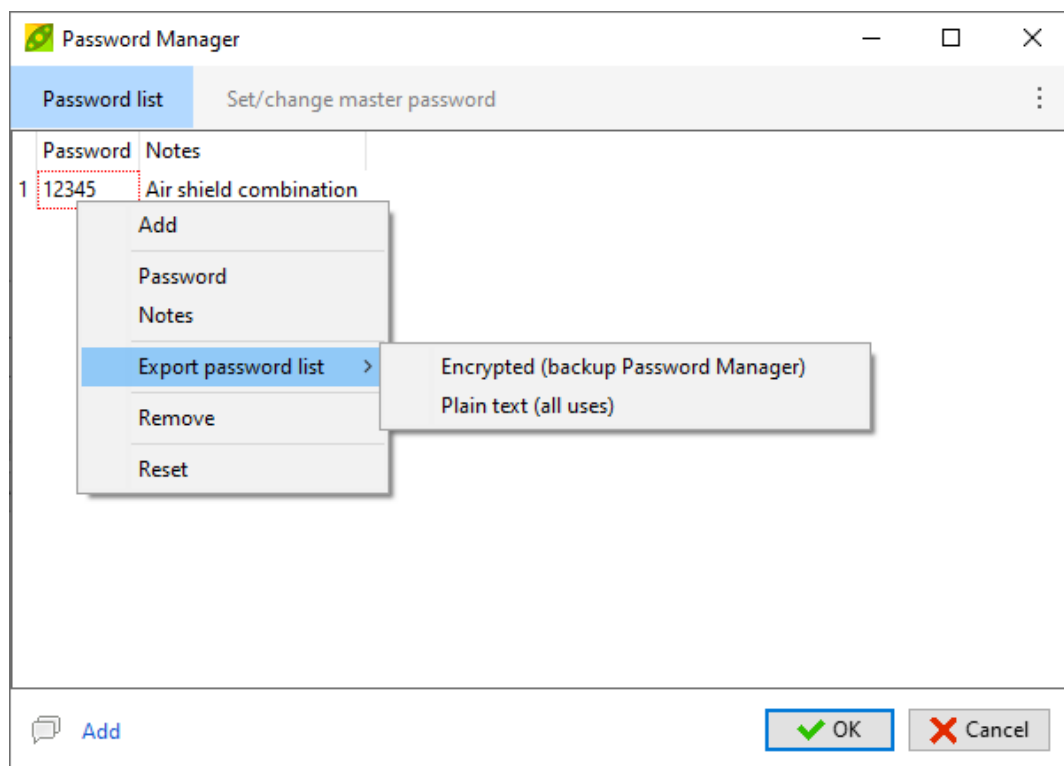 Password Manager
Password list Set/change master password
Password Notes
1 12345 Air shield combination
Add
Password
Notes
Export password list
Encrypted (backup Password Manager)
Plain text (all uses)
Remove
Reset
Add
OK
Cancel